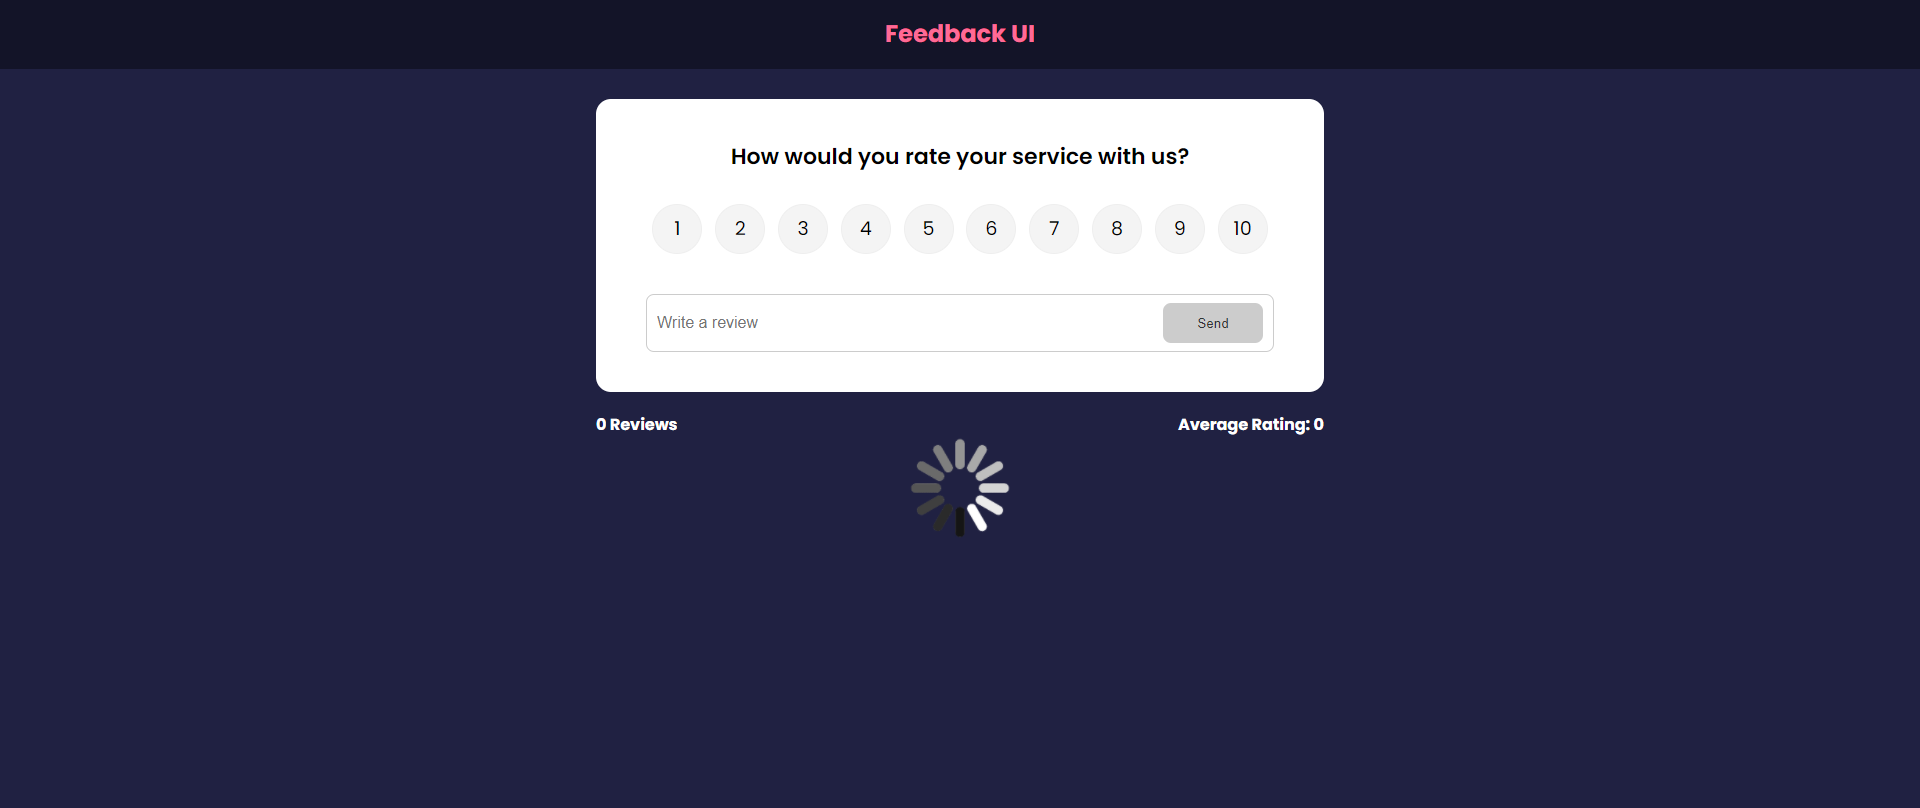 Feedback UI
How would you rate your service with us?
1 2 3 4 5 6 7 8 9 10
Write a review Send
0 Reviews Average Rating: 0